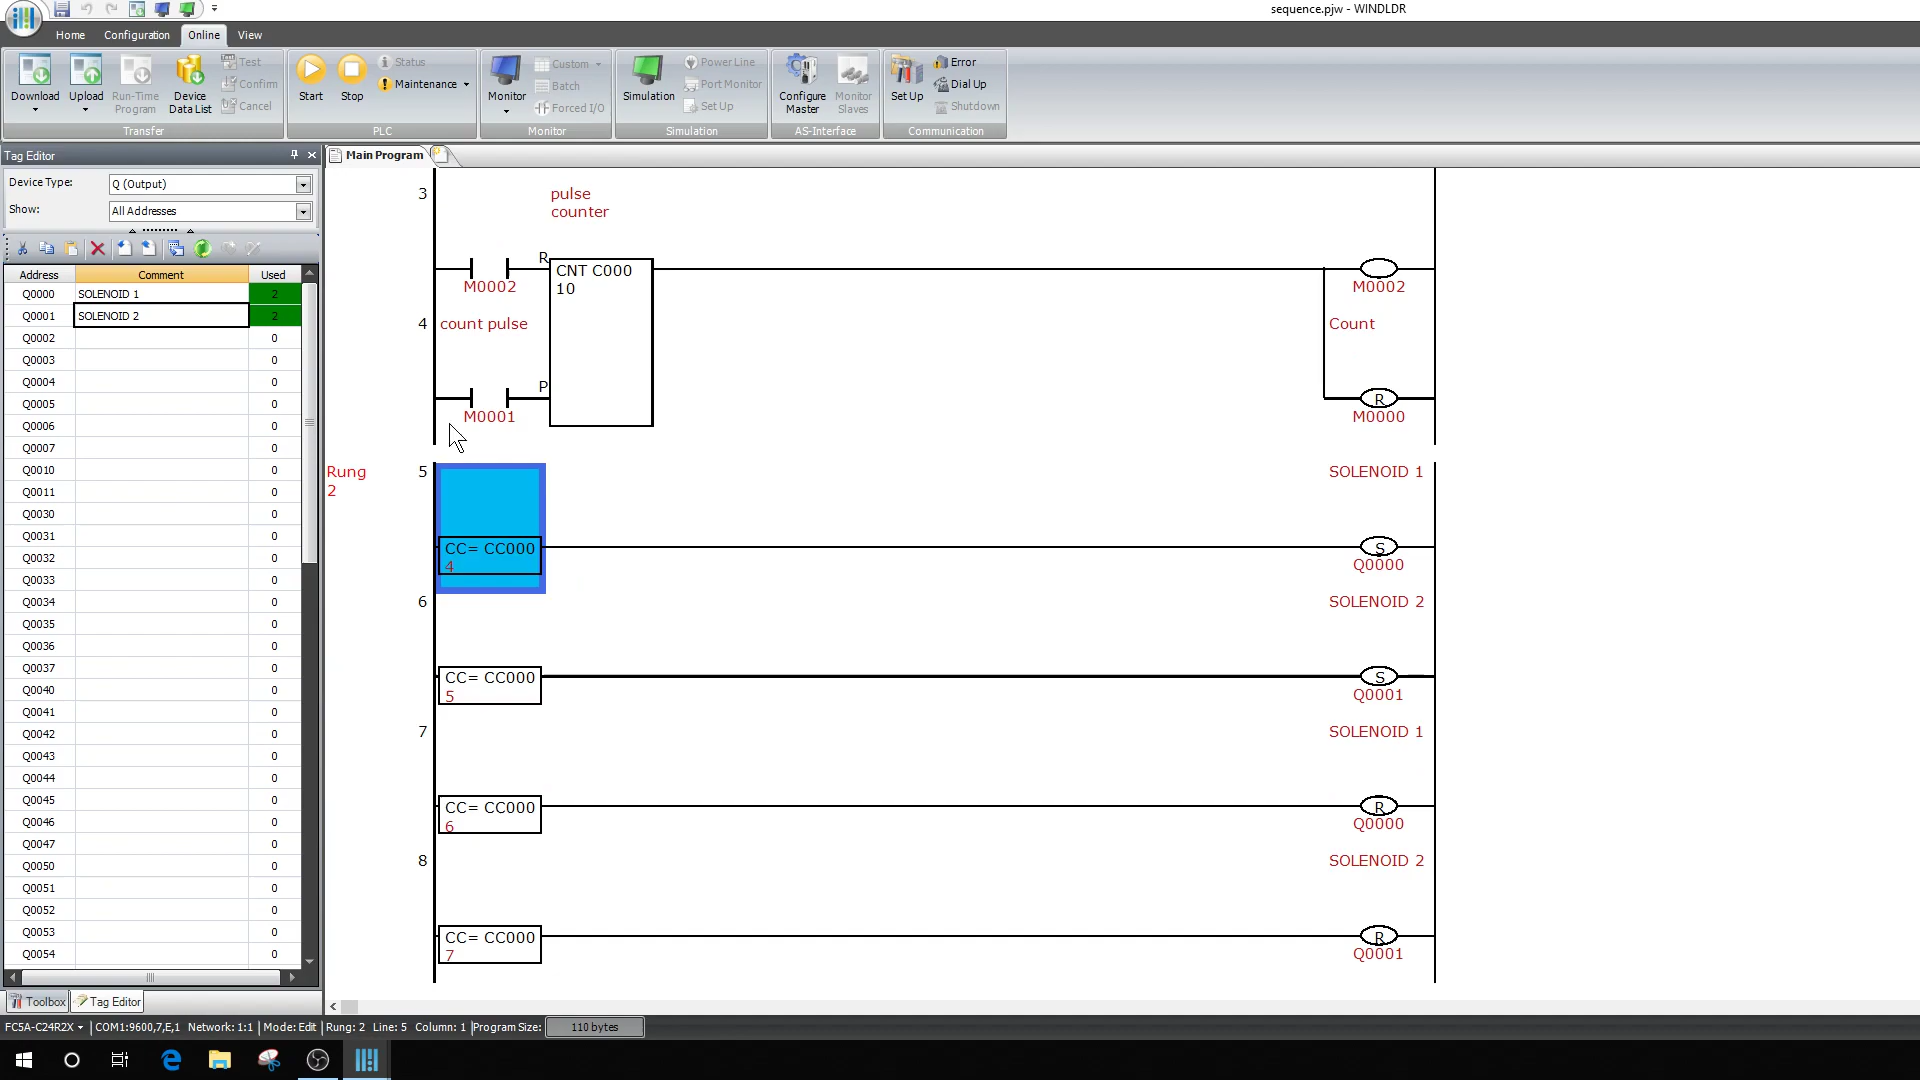 sequence.pjw - WINDLDR
Home Configuration Online View
Download Upload Run-Time Program Device Data List Test Confirm Cancel
Transfer
Start Stop Status Maintenance
PLC
Monitor Custom Batch Forced I/O
Monitor
Simulation Power Line Port Monitor Set Up
Simulation
Configure Master Monitor Slaves
AS-Interface
Set Up Error Dial Up Shutdown
Communication
Tag Editor
Device Type: Q (Output)
Show: All Addresses
Address Comment Used
Q0000 SOLENOID 1 2
Q0001 SOLENOID 2 2
Q0002 0
Q0003 0
Q0004 0
Q0005 0
Q0006 0
Q0007 0
Q0010 0
Q0011 0
Q0030 0
Q0031 0
Q0032 0
Q0033 0
Q0034 0
Q0035 0
Q0036 0
Q0037 0
Q0040 0
Q0041 0
Q0042 0
Q0043 0
Q0044 0
Q0045 0
Q0046 0
Q0047 0
Q0050 0
Q0051 0
Q0052 0
Q0053 0
Q0054 0
Toolbox Tag Editor
Main Program
3 pulse
counter
R CNT C000
10
M0002 M0002
4 count pulse Count
P R
M0001 M0000
Rung 2
5 SOLENOID 1
CC= CC000 S
4 Q0000
6 SOLENOID 2
CC= CC000 S
5 Q0001
7 SOLENOID 1
CC= CC000 R
6 Q0000
8 SOLENOID 2
CC= CC000 R
7 Q0001
FC5A-C24R2X COM1:9600,7,E,1 Network: 1:1 Mode: Edit Rung: 2 Line: 5 Column: 1 Program Size: 110 bytes